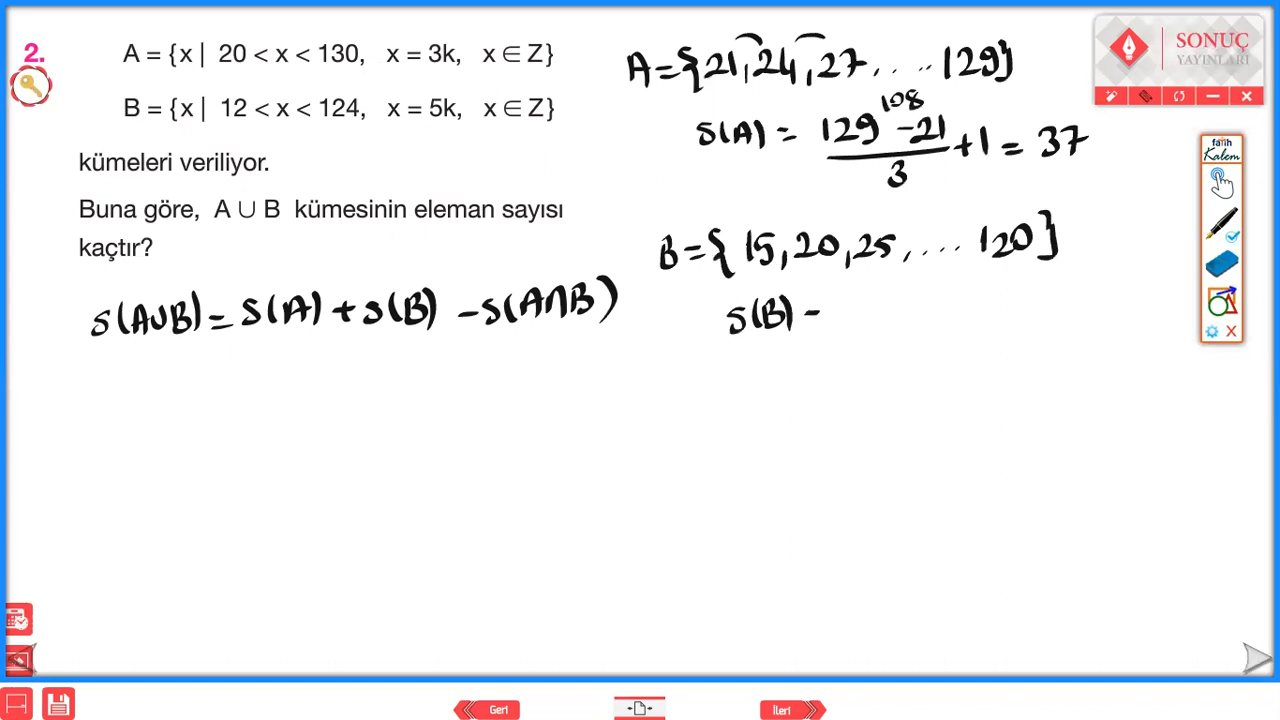 2.
A = {x | 20 < x < 130, x = 3k, x ∈ Z}
B = {x | 12 < x < 124, x = 5k, x ∈ Z}
kümeleri veriliyor.
Buna göre, A ∪ B kümesinin eleman sayısı
kaçtır?
s(A∪B) = s(A) + s(B) - s(A∩B)
A = {21, 24, 27, ..... 129}
108
s(A) = 129 - 21 + 1 = 37
3
B = { 15, 20, 25, .... 120}
s(B) -
SONUÇ
YAYINLARI
fatih
Kalem
Geri
İleri